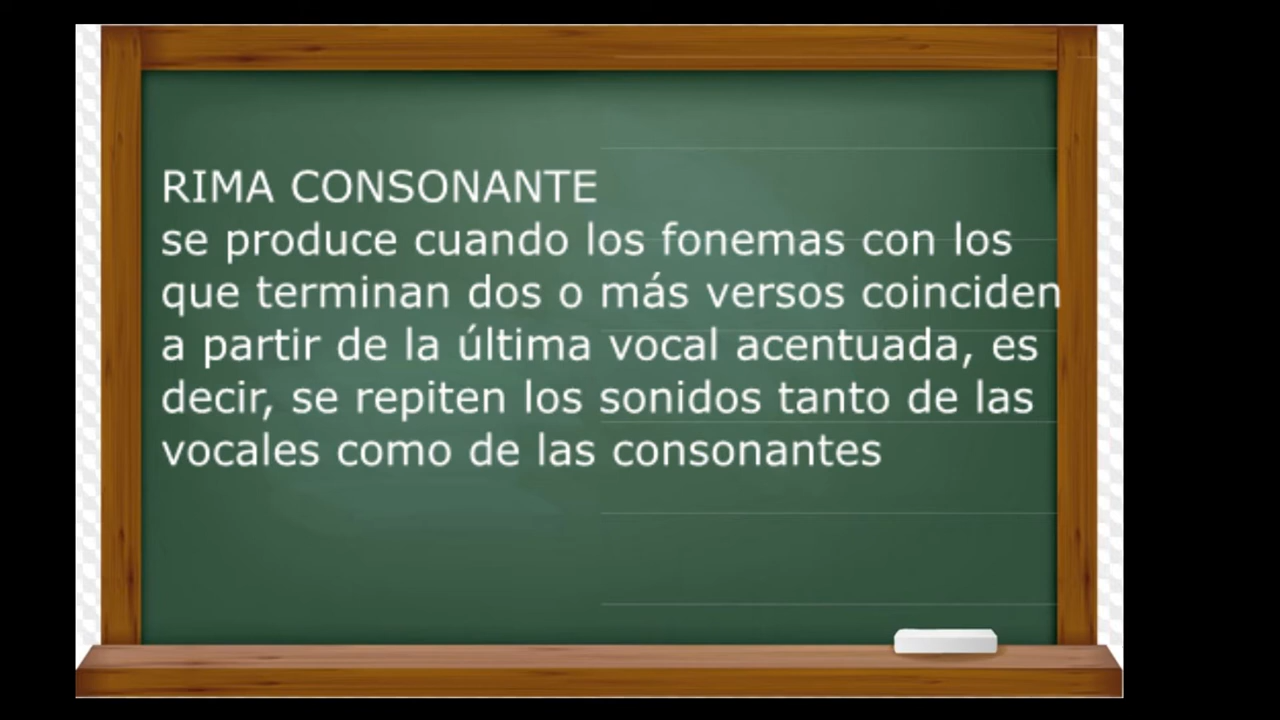 RIMA CONSONANTE
se produce cuando los fonemas con los
que terminan dos o más versos coinciden
a partir de la última vocal acentuada, es
decir, se repiten los sonidos tanto de las
vocales como de las consonantes